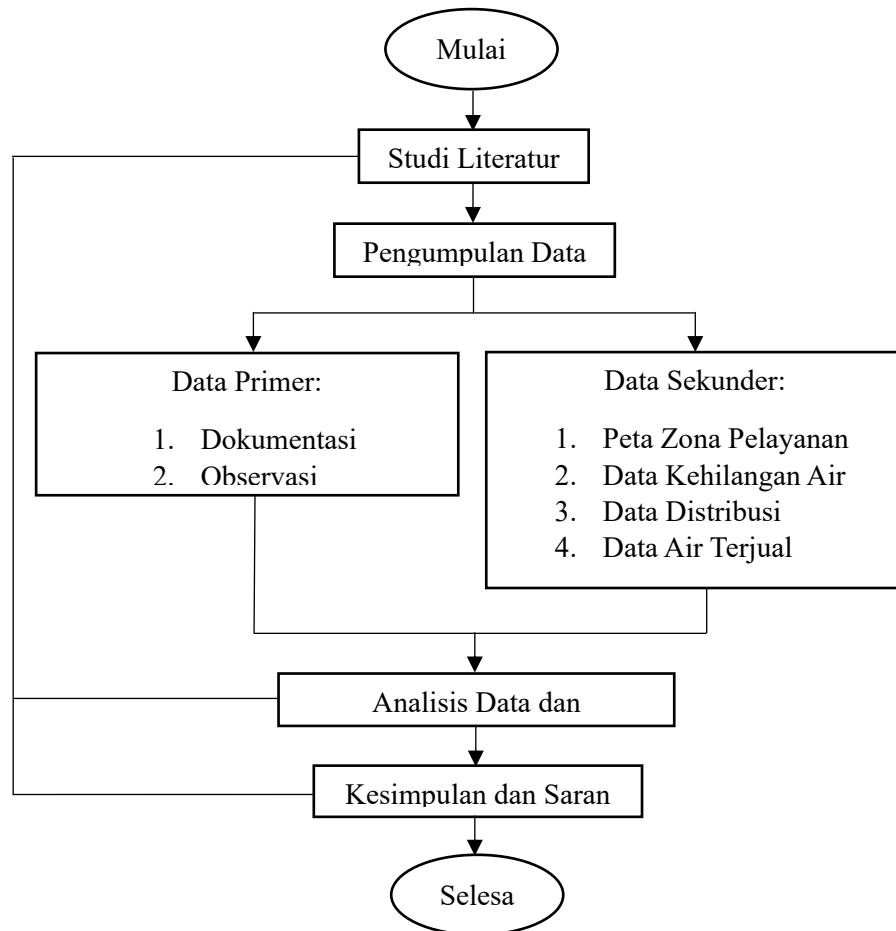 Mulai
Studi Literatur
Pengumpulan Data
Data Primer:
1. Dokumentasi
2. Observasi
Data Sekunder:
1. Peta Zona Pelayanan
2. Data Kehilangan Air
3. Data Distribusi
4. Data Air Terjual
Analisis Data dan
Kesimpulan dan Saran
Selesa